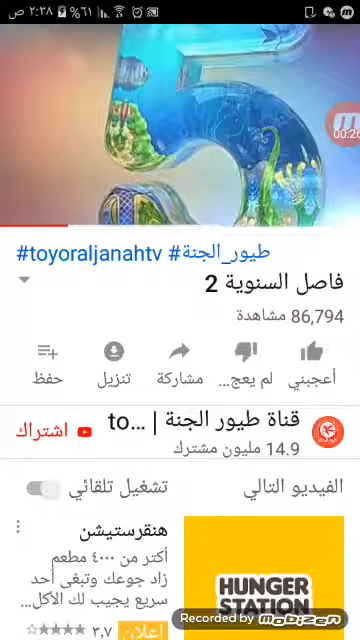 ٢:٣٨ ص
٦١%
00:26
#toyoraljanahtv #طيور_الجنة
فاصل السنوية 2
86,794 مشاهدة
أعجبني
لم يعج...
مشاركة
تنزيل
حفظ
قناة طيور الجنة | to...
اشتراك
14.9 مليون مشترك
الفيديو التالي
تشغيل تلقائي
هنقرستيشن
أكثر من ٤٠٠٠ مطعم
زاد جوعك وتبغى أحد
سريع يجيب لك الأكل...
إعلان
٣,٧
HUNGER
STATION
Recorded by mobizen